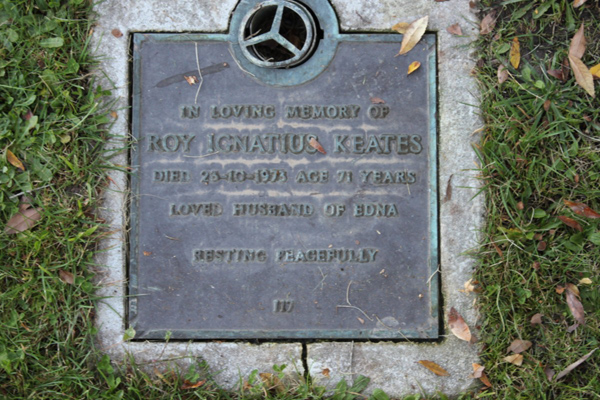 IN LOVING MEMORY OF
ROY IGNATIUS KEATES
DIED 25-10-1973 AGE 71 YEARS
LOVED HUSBAND OF EDNA
RESTING PEACEFULLY
117